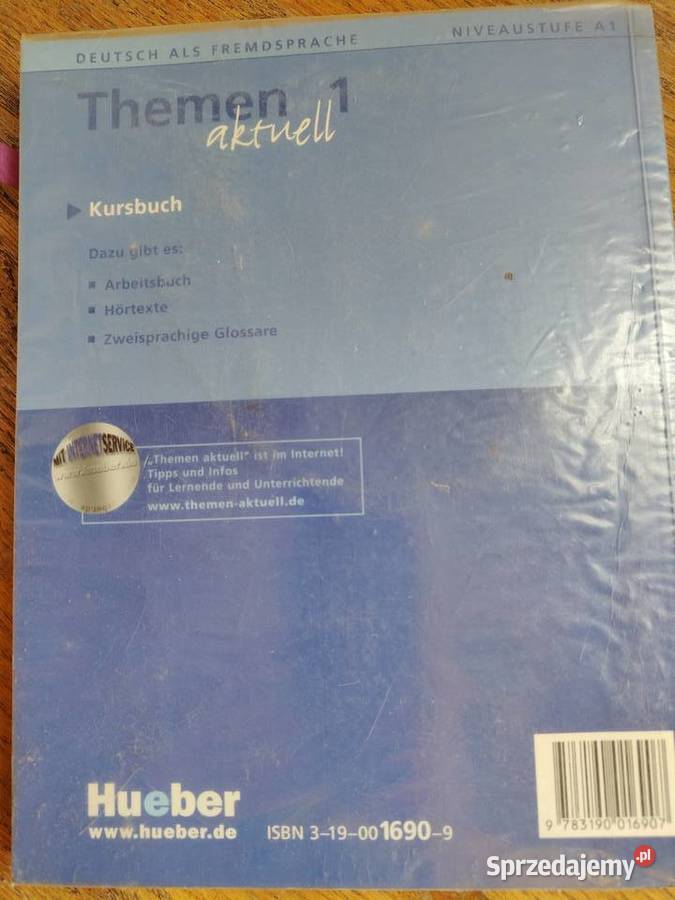 DEUTSCH ALS FREMDSPRACHE
NIVEAUSTUFE A1
Themen 1
aktuell
Kursbuch
Dazu gibt es:
Arbeitsbuch
Hörtexte
Zweisprachige Glossare
MIT INTERNETSERVICE
„Themen aktuell" ist im Internet!
Tipps und Infos
für Lernende und Unterrichtende
www.themen-aktuell.de
Hueber
www.hueber.de
ISBN 3-19-001690-9
9 783190 016907
Sprzedajemy.pl